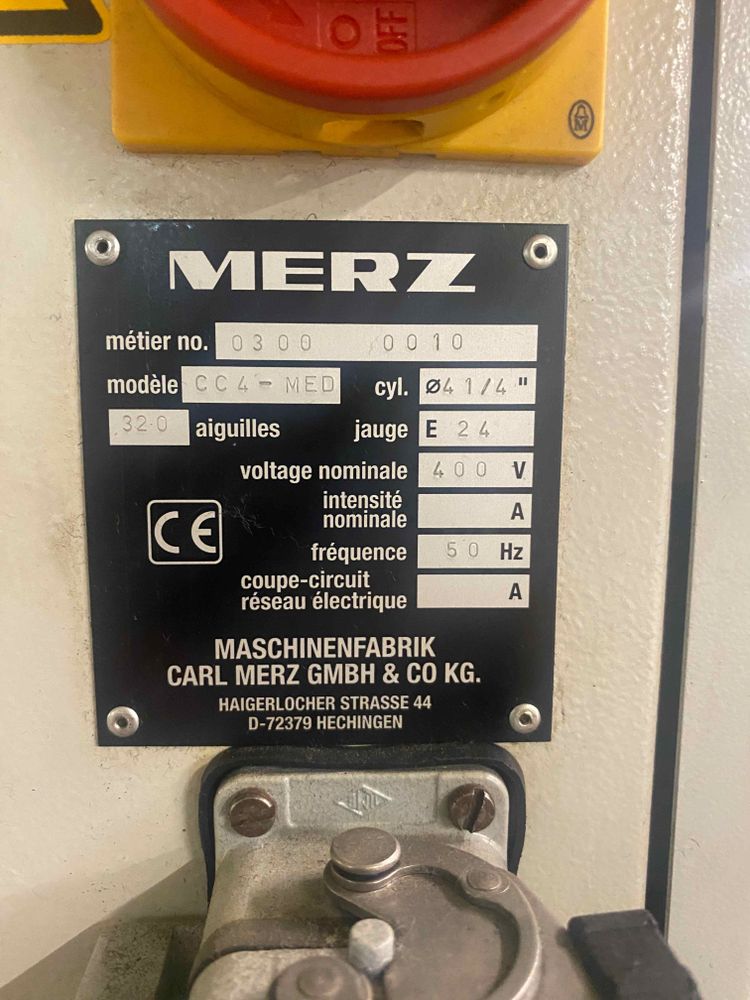 O OFF
M
MERZ
métier no. 0300 0010
modèle CC4-MED cyl. ø4 1/4"
320 aiguilles jauge E 24
voltage nominale 400 V
intensité nominale A
CE
fréquence 50 Hz
coupe-circuit réseau électrique A
MASCHINENFABRIK
CARL MERZ GMBH & CO KG.
HAIGERLOCHER STRASSE 44
D-72379 HECHINGEN